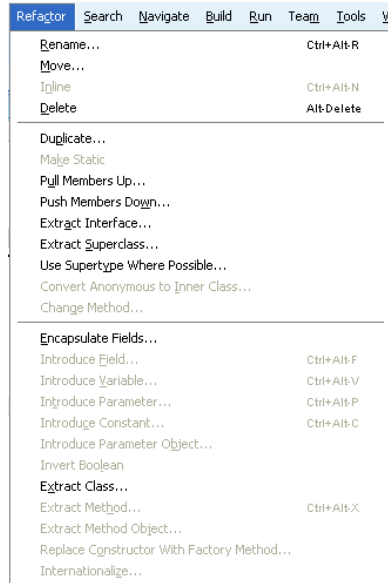 Refactor Search Navigate Build Run Team Tools
Rename... Ctrl+Alt-R
Move...
Inline Ctrl+Alt-N
Delete Alt-Delete
Duplicate...
Make Static
Pull Members Up...
Push Members Down...
Extract Interface...
Extract Superclass...
Use Supertype Where Possible...
Convert Anonymous to Inner Class...
Change Method...
Encapsulate Fields...
Introduce Field... Ctrl+Alt-F
Introduce Variable... Ctrl+Alt-V
Introduce Parameter... Ctrl+Alt-P
Introduce Constant... Ctrl+Alt-C
Introduce Parameter Object...
Invert Boolean
Extract Class...
Extract Method... Ctrl+Alt-X
Extract Method Object...
Replace Constructor With Factory Method...
Internationalize...